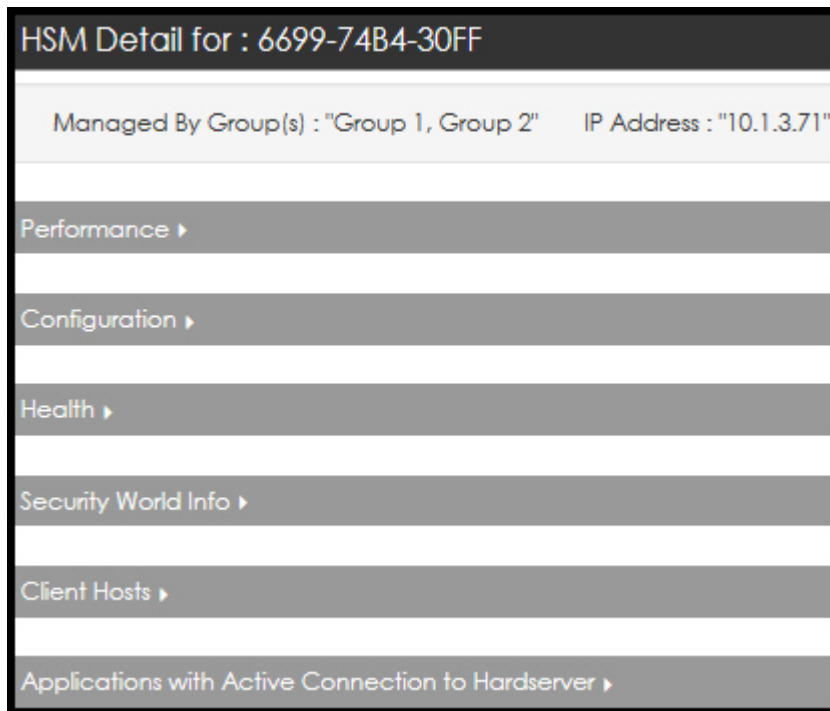 HSM Detail for : 6699-74B4-30FF
Managed By Group(s) : "Group 1, Group 2" IP Address : "10.1.3.71"
Performance
Configuration
Health
Security World Info
Client Hosts
Applications with Active Connection to Hardserver